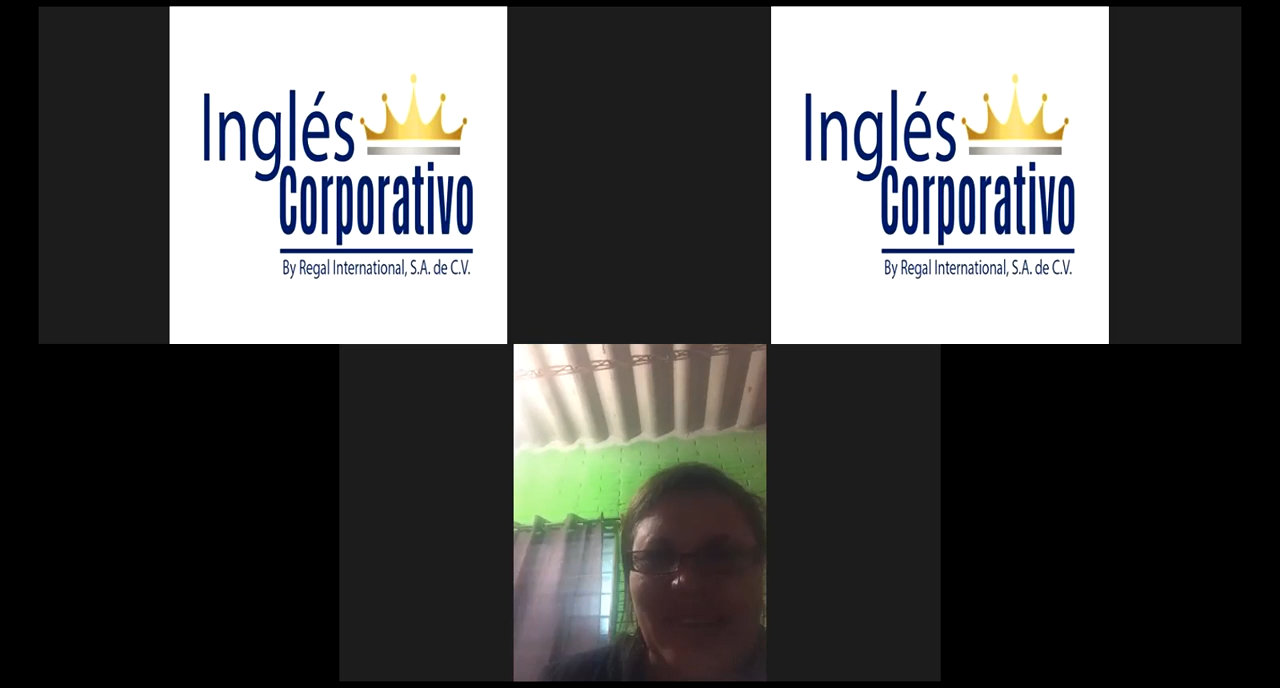 Inglés
Corporativo
By Regal International, S.A. de C.V.
Inglés
Corporativo
By Regal International, S.A. de C.V.